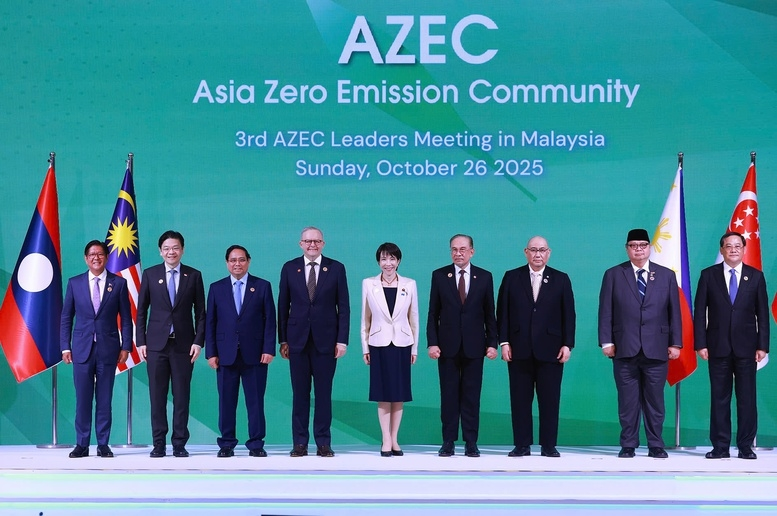 AZEC
Asia Zero Emission Community
3rd AZEC Leaders Meeting in Malaysia
Sunday, October 26 2025